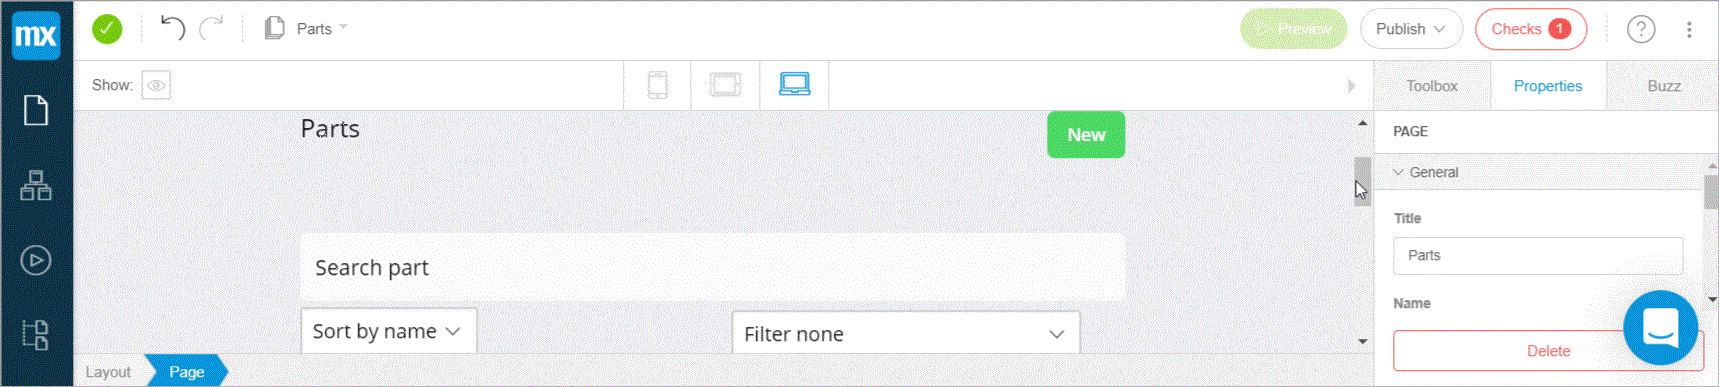 mx
Parts
Preview
Publish
Checks 1
?
Show:
Toolbox
Properties
Buzz
Parts
New
PAGE
General
Title
Parts
Search part
Name
Sort by name
Filter none
Delete
Layout
Page